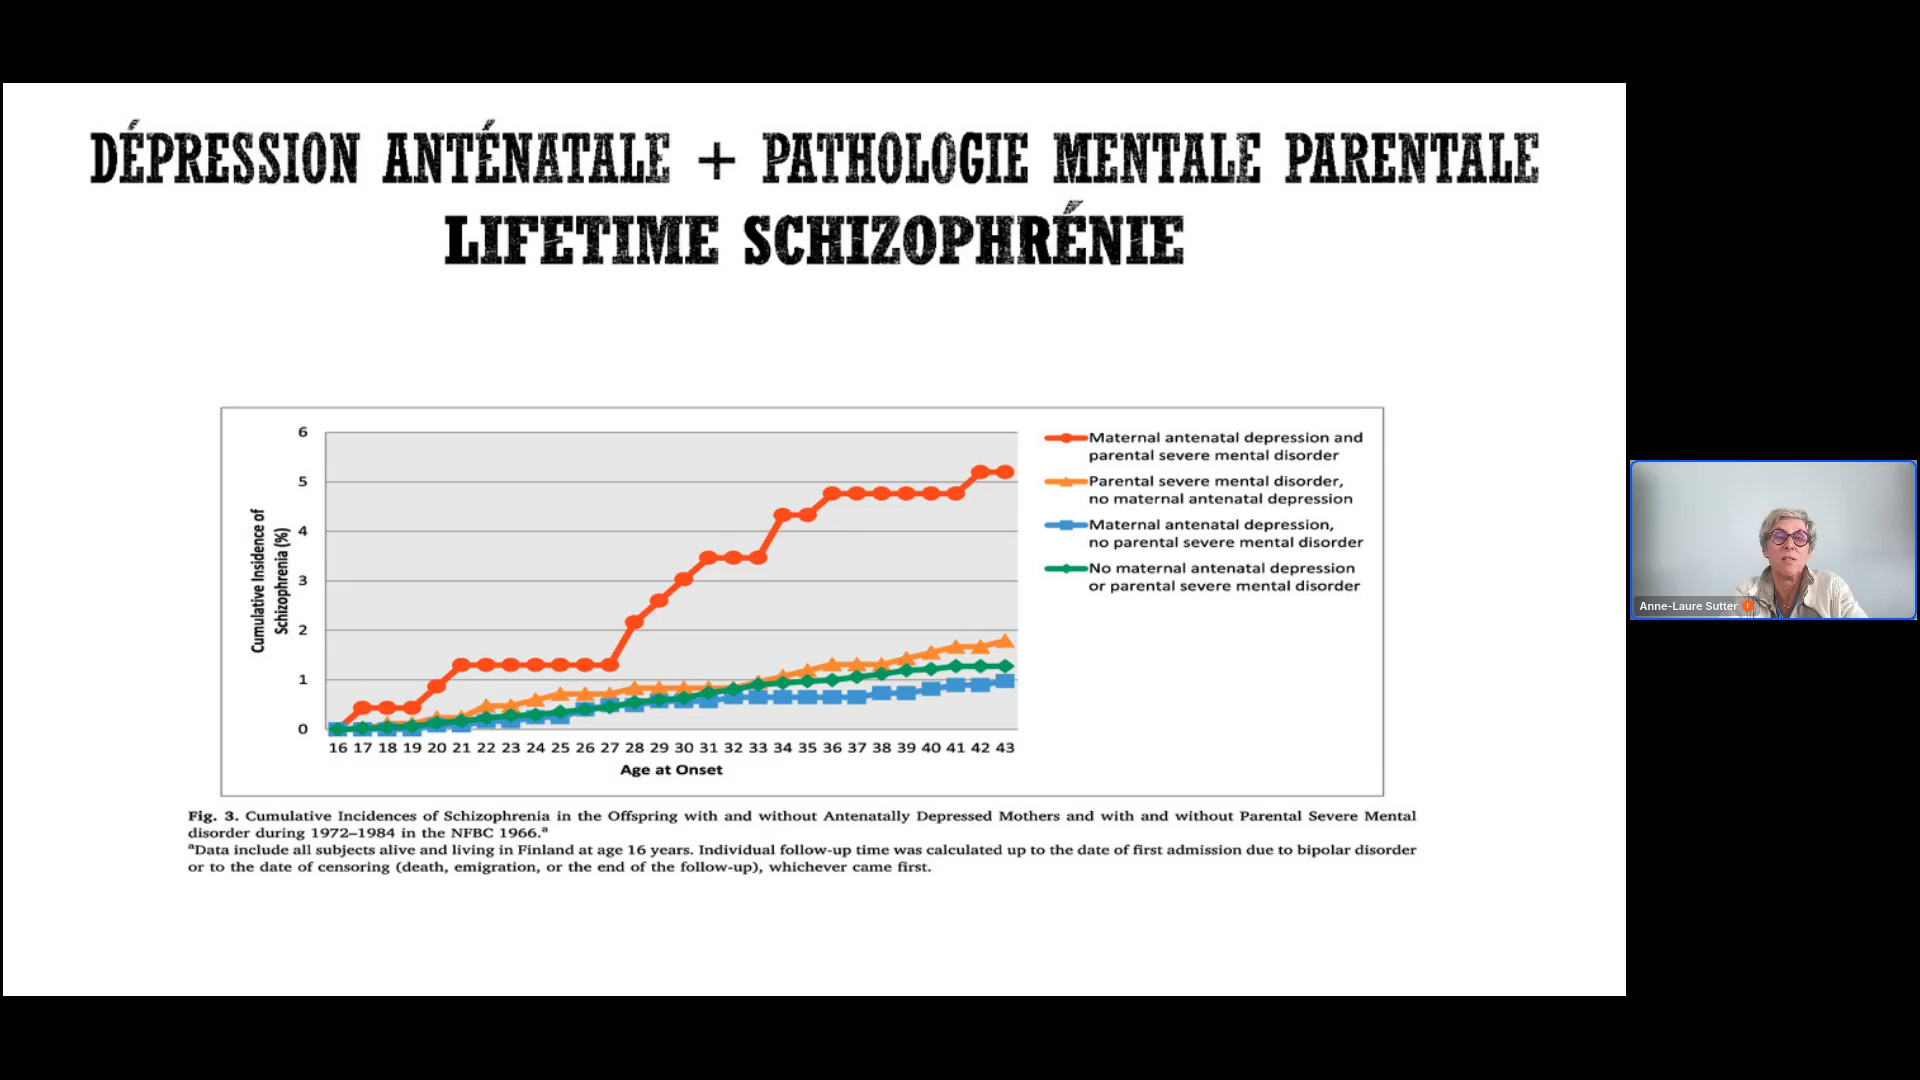 DÉPRESSION ANTÉNATALE + PATHOLOGIE MENTALE PARENTALE
LIFETIME SCHIZOPHRÉNIE
6
5
4
3
2
1
0
Cumulative Incidence of
Schizophrenia (%)
16 17 18 19 20 21 22 23 24 25 26 27 28 29 30 31 32 33 34 35 36 37 38 39 40 41 42 43
Age at Onset
Maternal antenatal depression and
parental severe mental disorder
Parental severe mental disorder,
no maternal antenatal depression
Maternal antenatal depression,
no parental severe mental disorder
No maternal antenatal depression
or parental severe mental disorder
Fig. 3. Cumulative Incidences of Schizophrenia in the Offspring with and without Antenatally Depressed Mothers and with and without Parental Severe Mental
disorder during 1972–1984 in the NFBC 1966.ª
ªData include all subjects alive and living in Finland at age 16 years. Individual follow-up time was calculated up to the date of first admission due to bipolar disorder
or to the date of censoring (death, emigration, or the end of the follow-up), whichever came first.
Anne-Laure Sutter